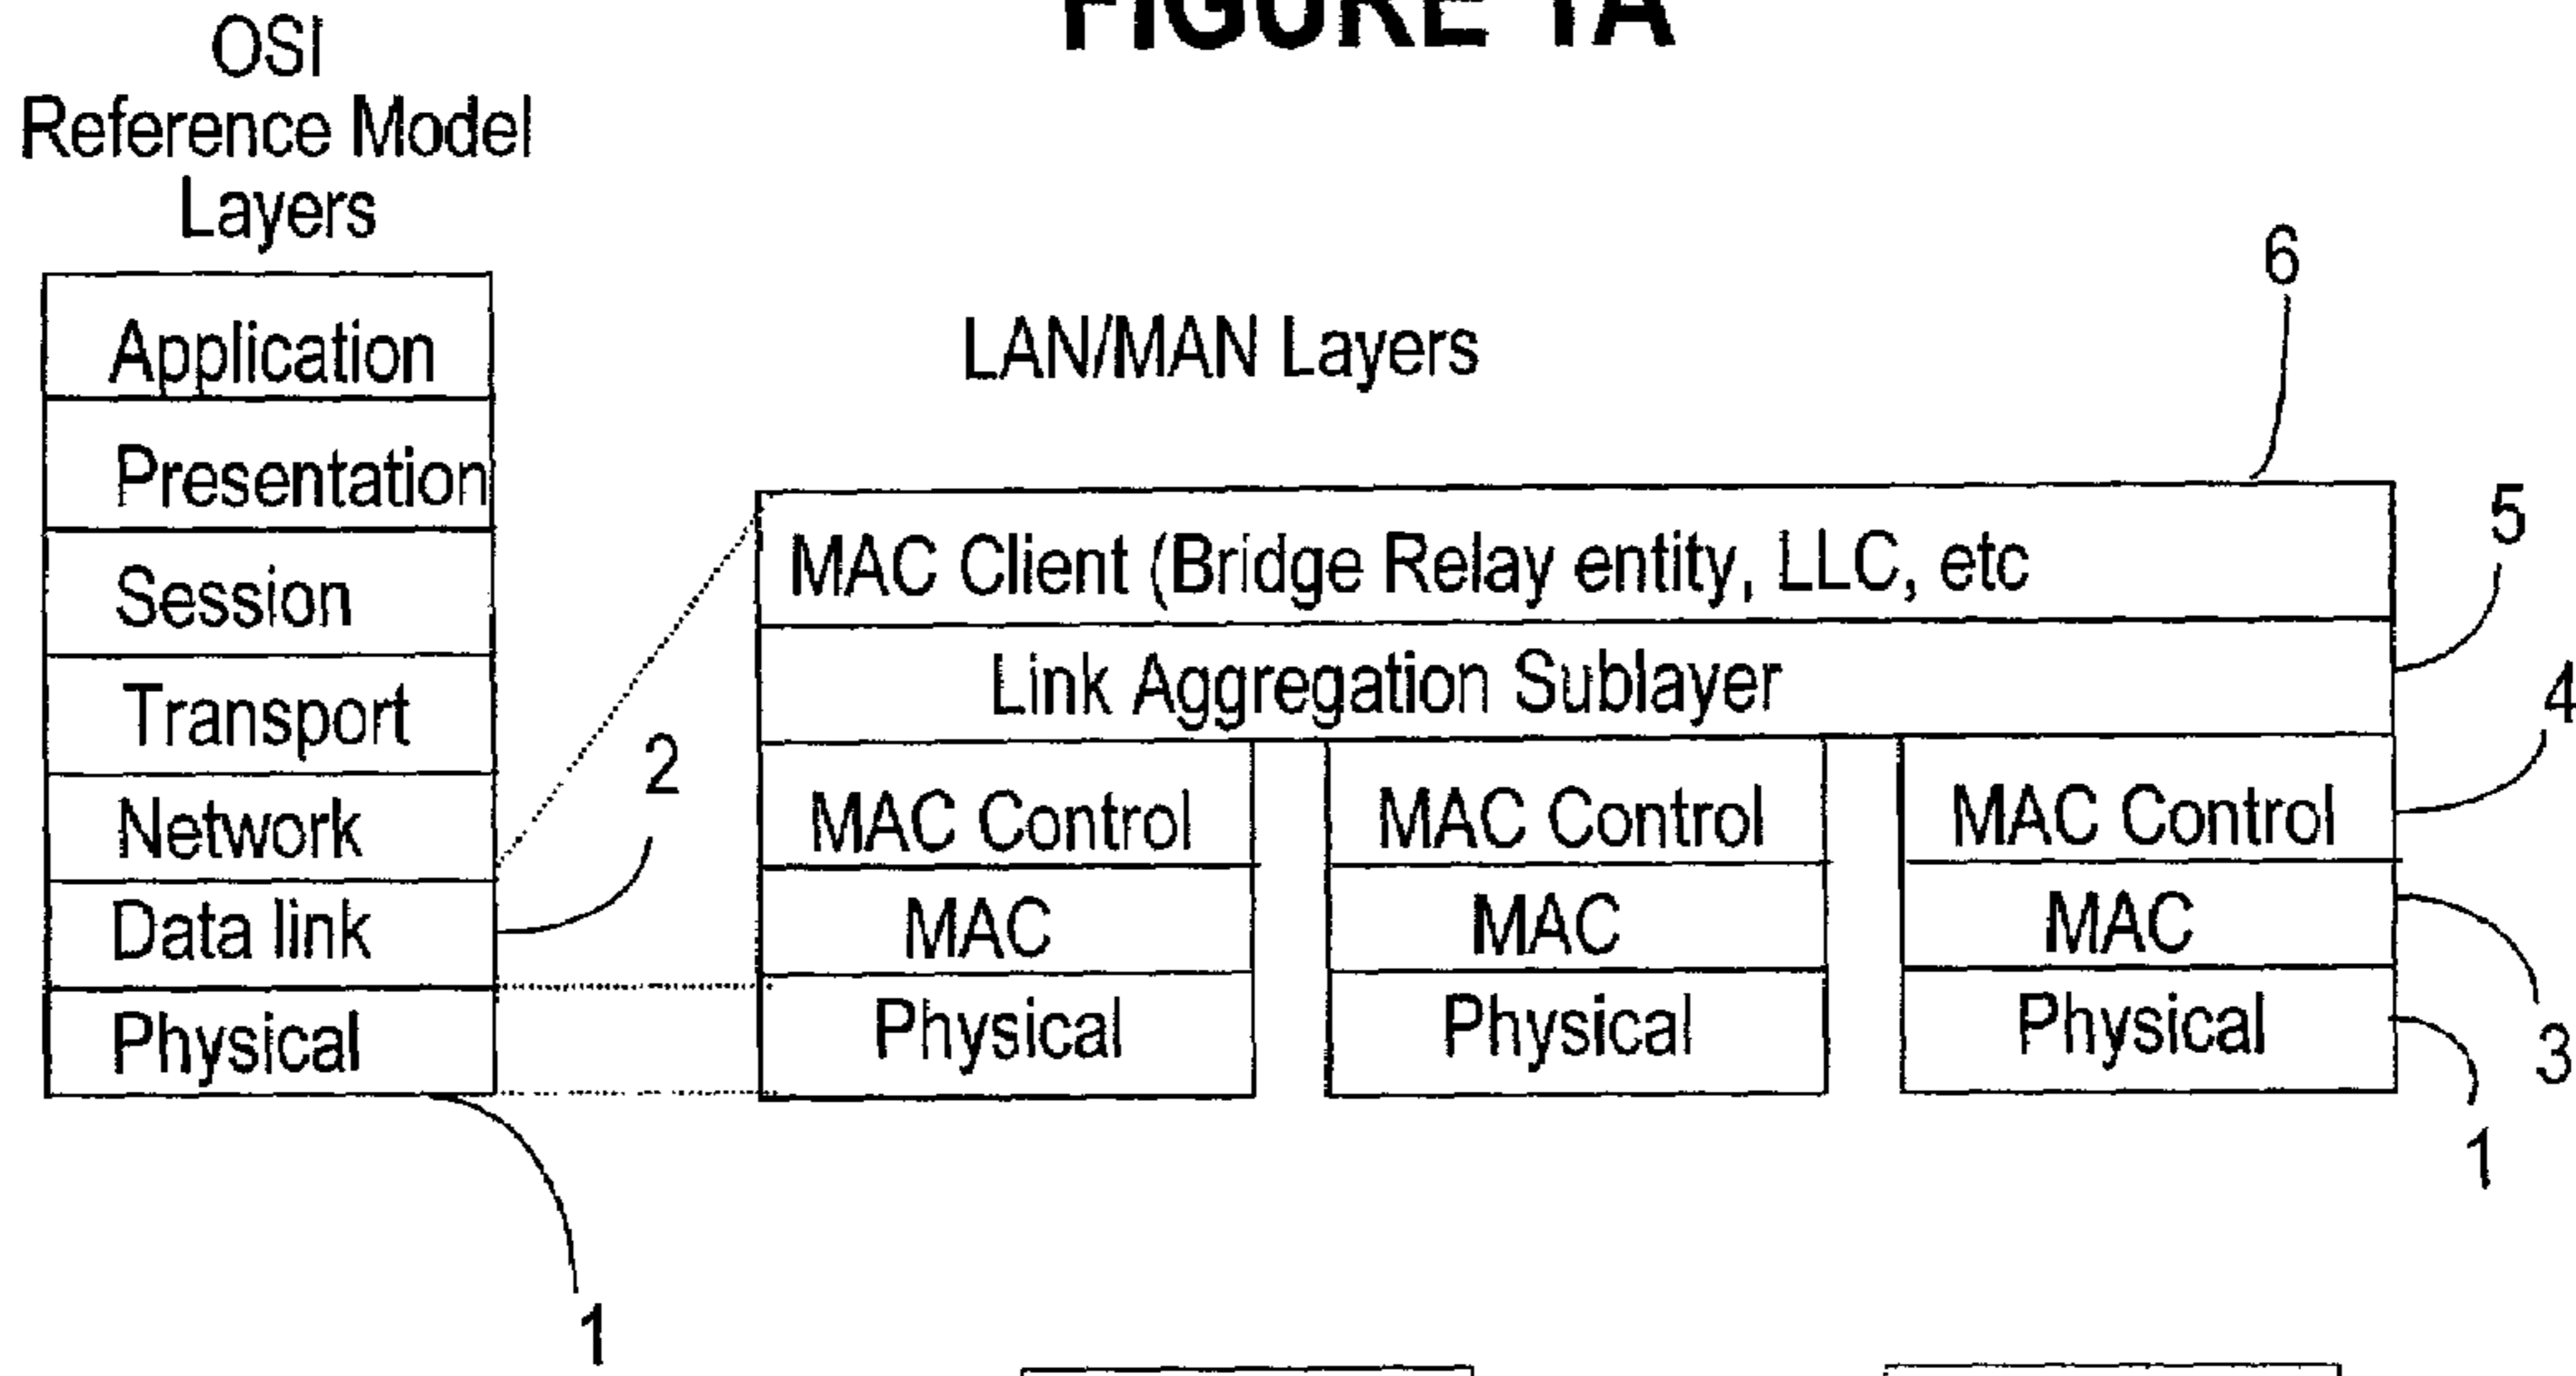 FIGURE 1A
OSI
Reference Model
Layers
Application
Presentation
Session
Transport
Network
Data link
Physical
2
1
LAN/MAN Layers
6
MAC Client (Bridge Relay entity, LLC, etc
5
Link Aggregation Sublayer
4
MAC Control
MAC Control
MAC Control
MAC
MAC
MAC
3
Physical
Physical
Physical
1